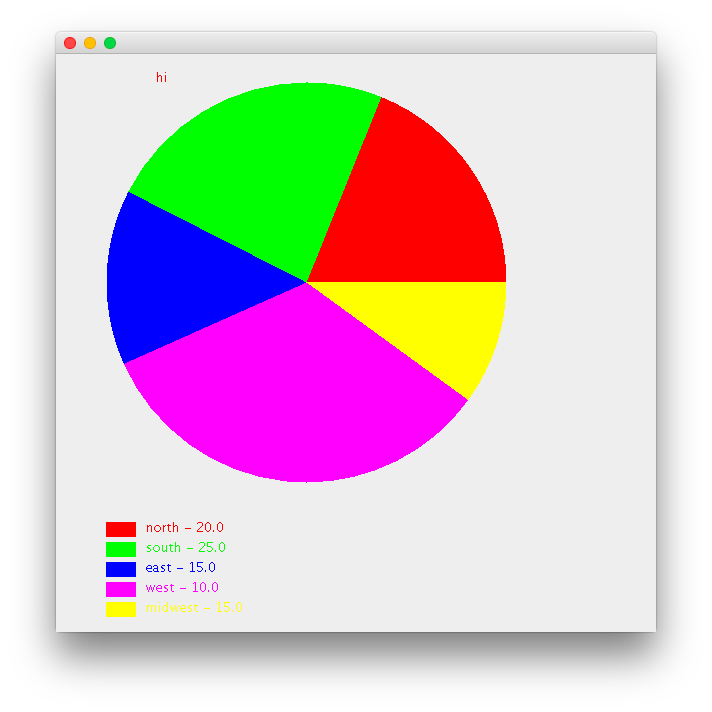 hi
north - 20.0
south - 25.0
east - 15.0
west - 10.0
midwest - 15.0